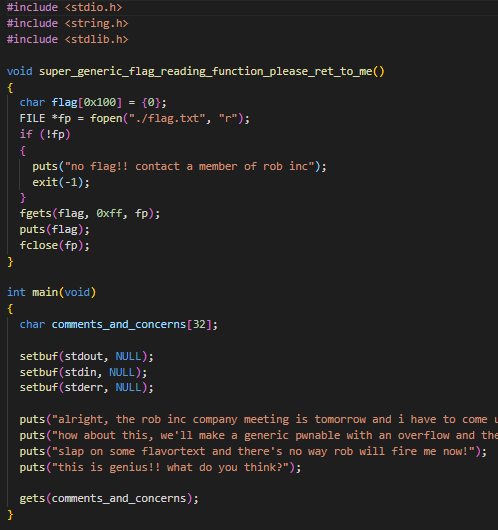 #include <stdio.h>
#include <string.h>
#include <stdlib.h>
void super_generic_flag_reading_function_please_ret_to_me()
{
char flag[0x100] = {0};
FILE *fp = fopen("./flag.txt", "r");
if (!fp)
{
puts("no flag!! contact a member of rob inc");
exit(-1);
}
fgets(flag, 0xff, fp);
puts(flag);
fclose(fp);
}
int main(void)
{
char comments_and_concerns[32];
setbuf(stdout, NULL);
setbuf(stdin, NULL);
setbuf(stderr, NULL);
puts("alright, the rob inc company meeting is tomorrow and i have to come u
puts("how about this, we'll make a generic pwnable with an overflow and the
puts("slap on some flavortext and there's no way rob will fire me now!");
puts("this is genius!! what do you think?");
gets(comments_and_concerns);
}